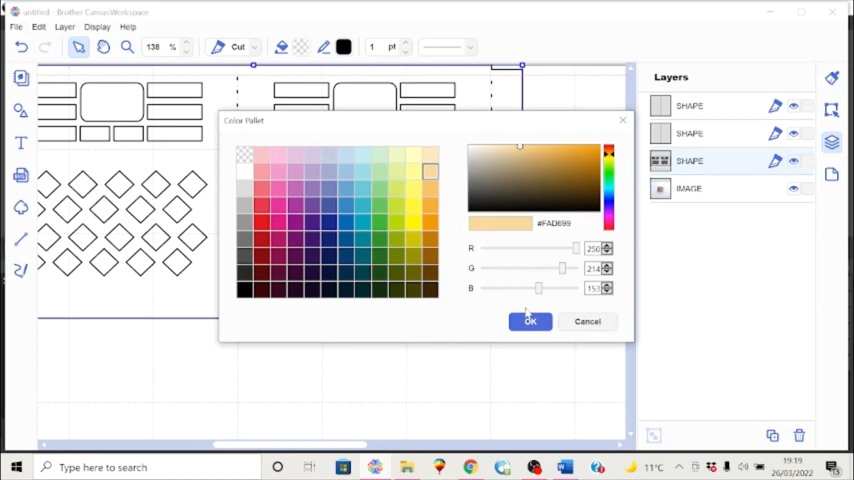 untitled - Brother CanvasWorkspace
File Edit Layer Display Help
138 % Cut 1 pt
Layers
SHAPE
SHAPE
SHAPE
IMAGE
Color Pallet
#FAD699
R 250
G 214
B 153
OK Cancel
Type here to search
11°C
19.19
26/03/2022